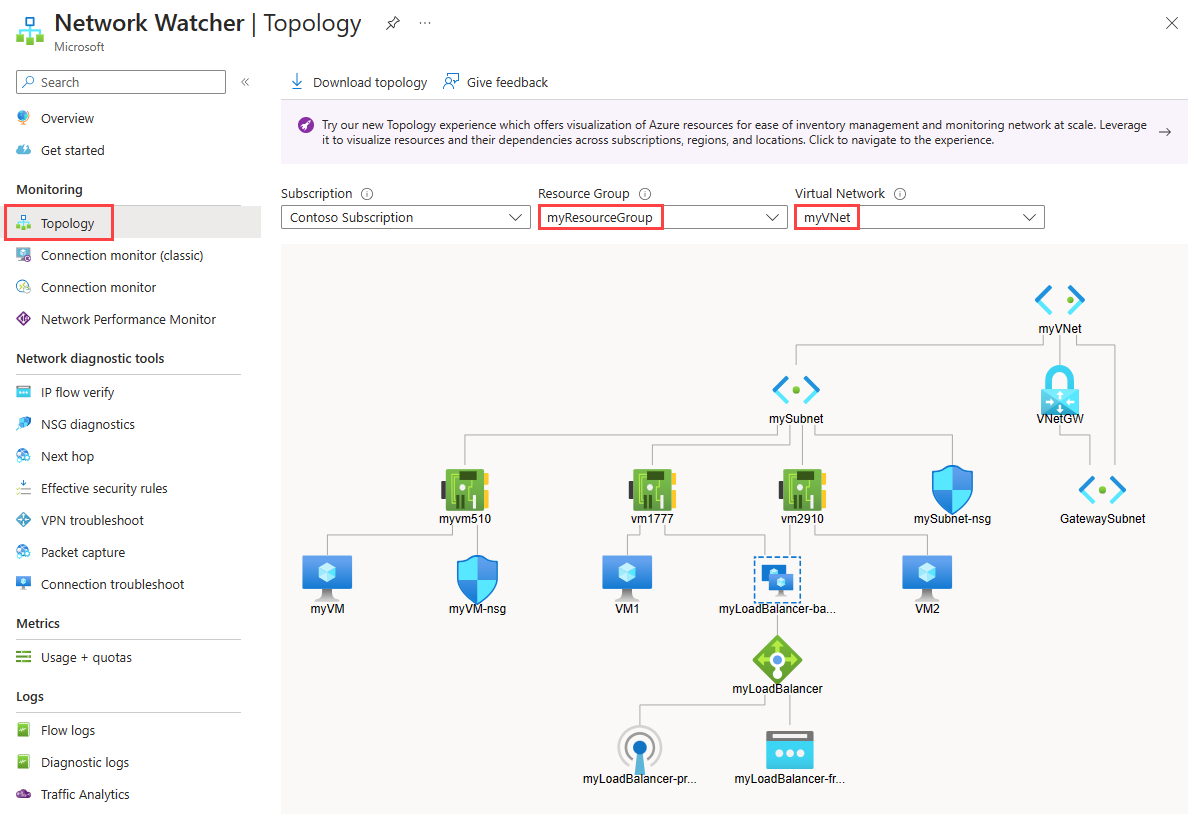 Network Watcher | Topology
Microsoft
Search
Download topology
Give feedback
Overview
Get started
Try our new Topology experience which offers visualization of Azure resources for ease of inventory management and monitoring network at scale. Leverage
it to visualize resources and their dependencies across subscriptions, regions, and locations. Click to navigate to the experience.
Monitoring
Topology
Connection monitor (classic)
Connection monitor
Network Performance Monitor
Network diagnostic tools
IP flow verify
NSG diagnostics
Next hop
Effective security rules
VPN troubleshoot
Packet capture
Connection troubleshoot
Metrics
Usage + quotas
Logs
Flow logs
Diagnostic logs
Traffic Analytics
Subscription
Resource Group
Virtual Network
Contoso Subscription
myResourceGroup
myVNet
myVNet
mySubnet
VNetGW
myvm510
vm1777
vm2910
mySubnet-nsg
GatewaySubnet
myVM
myVM-nsg
VM1
myLoadBalancer-ba...
VM2
myLoadBalancer
myLoadBalancer-pr...
myLoadBalancer-fr...